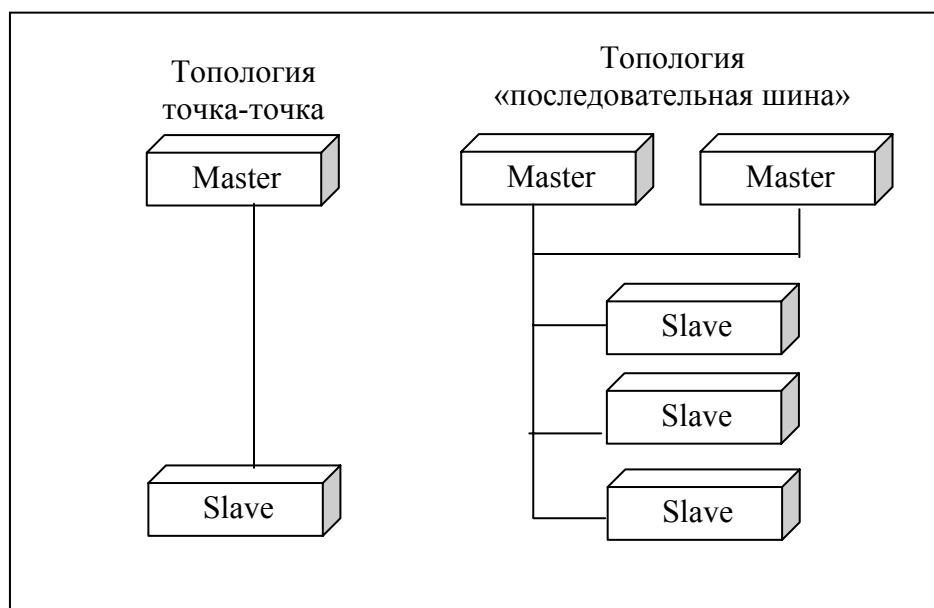 Топология
точка-точка
Master
Slave
Топология
«последовательная шина»
Master
Master
Slave
Slave
Slave